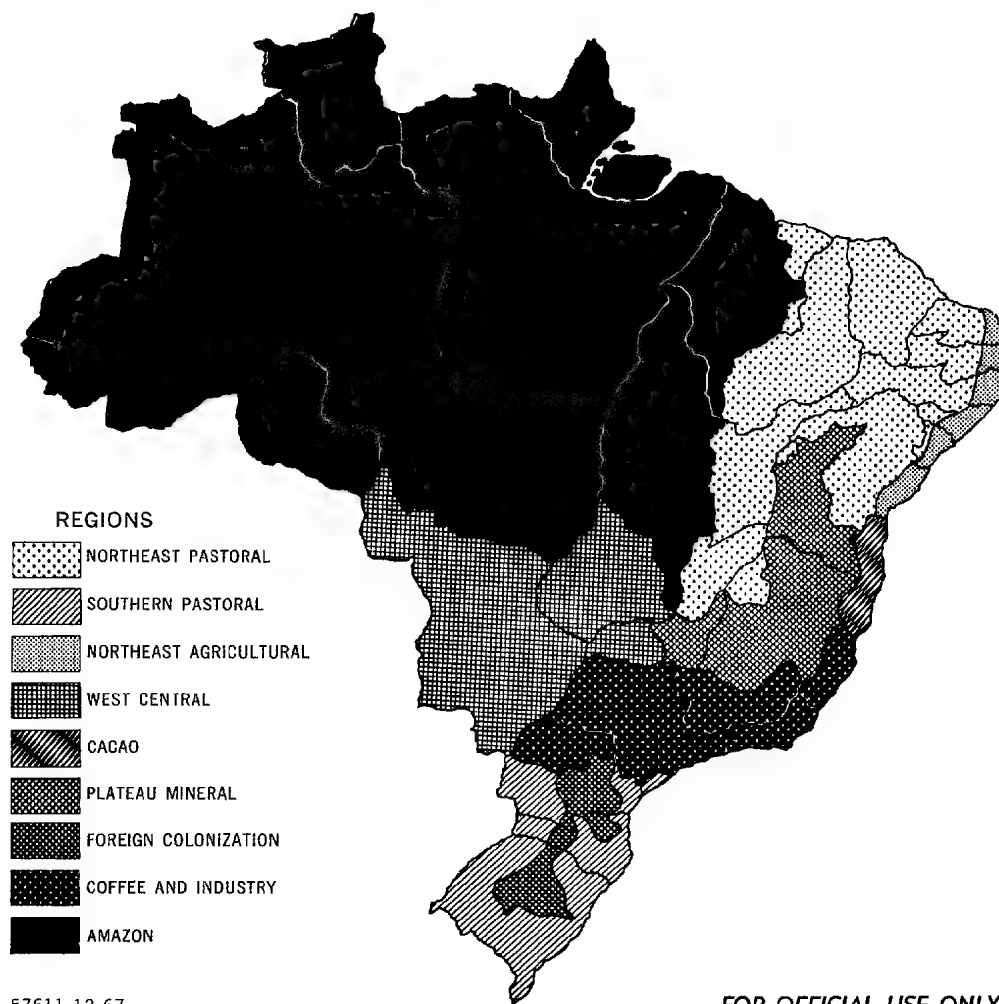 REGIONS
NORTHEAST PASTORAL
SOUTHERN PASTORAL
NORTHEAST AGRICULTURAL
WEST CENTRAL
CACAO
PLATEAU MINERAL
FOREIGN COLONIZATION
COFFEE AND INDUSTRY
AMAZON
57611 12-67
FOR OFFICIAL USE ONLY